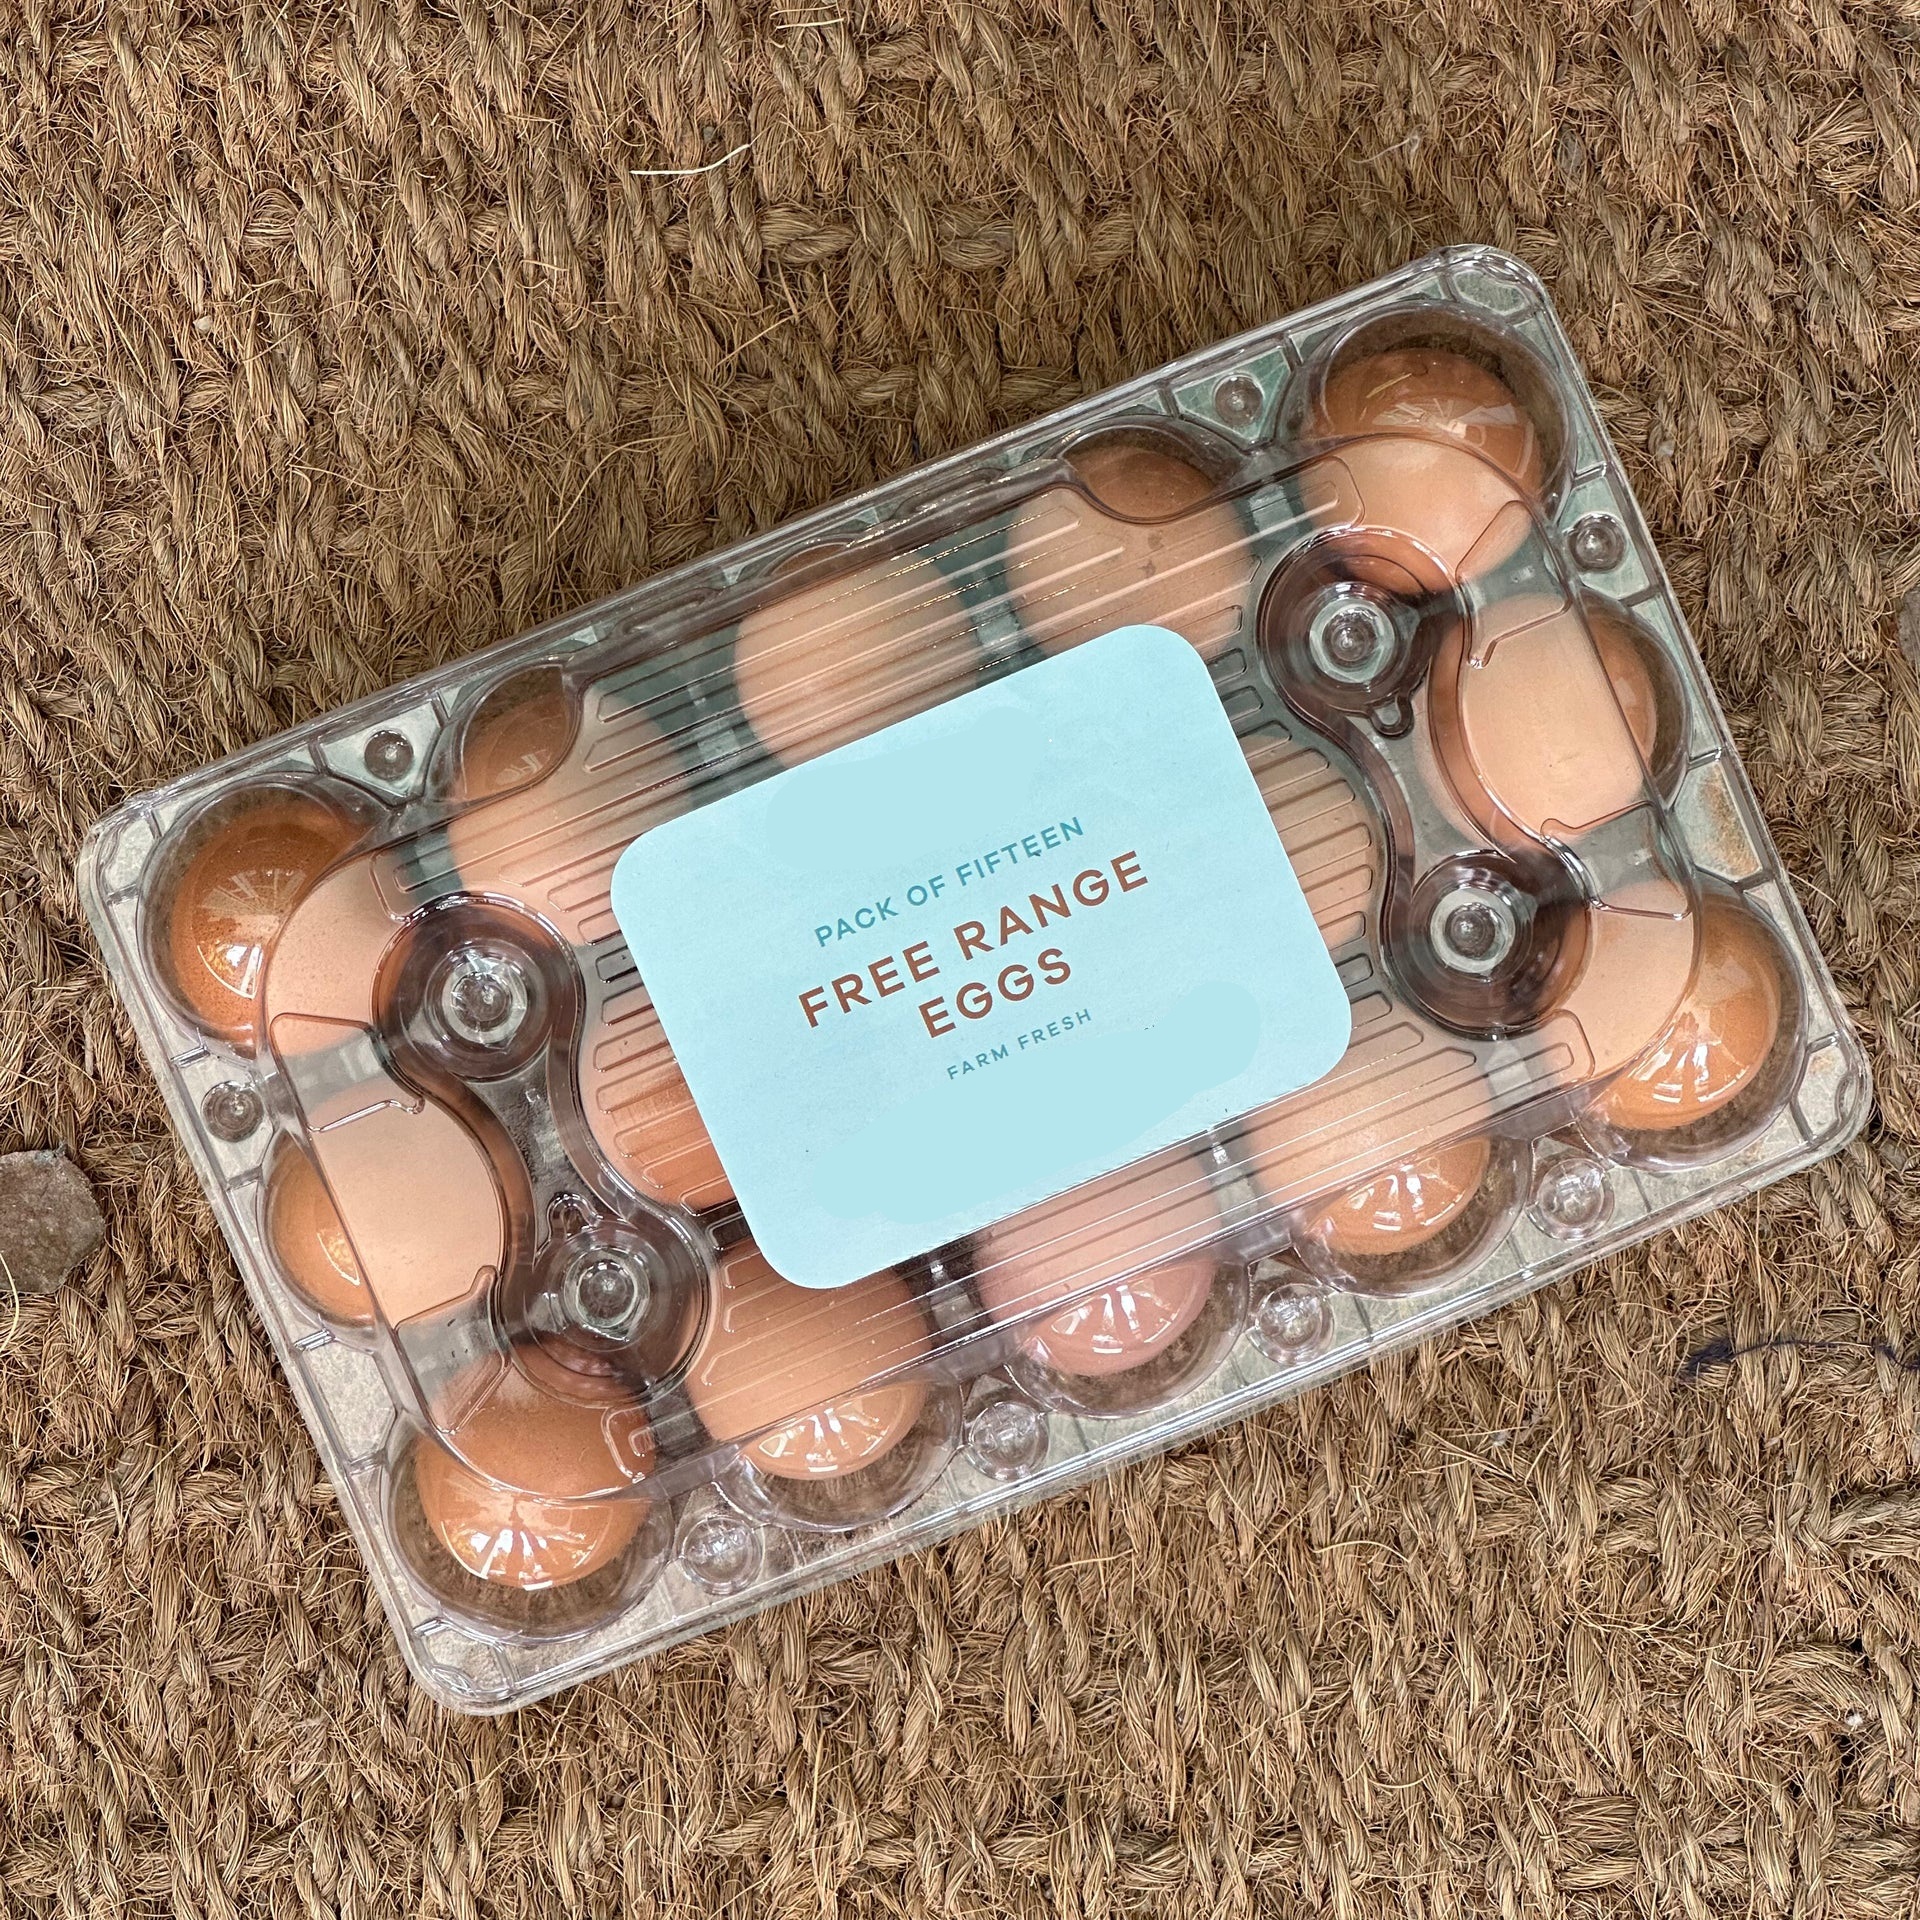 PACK OF FIFTEEN
FREE RANGE
EGGS
FARM FRESH